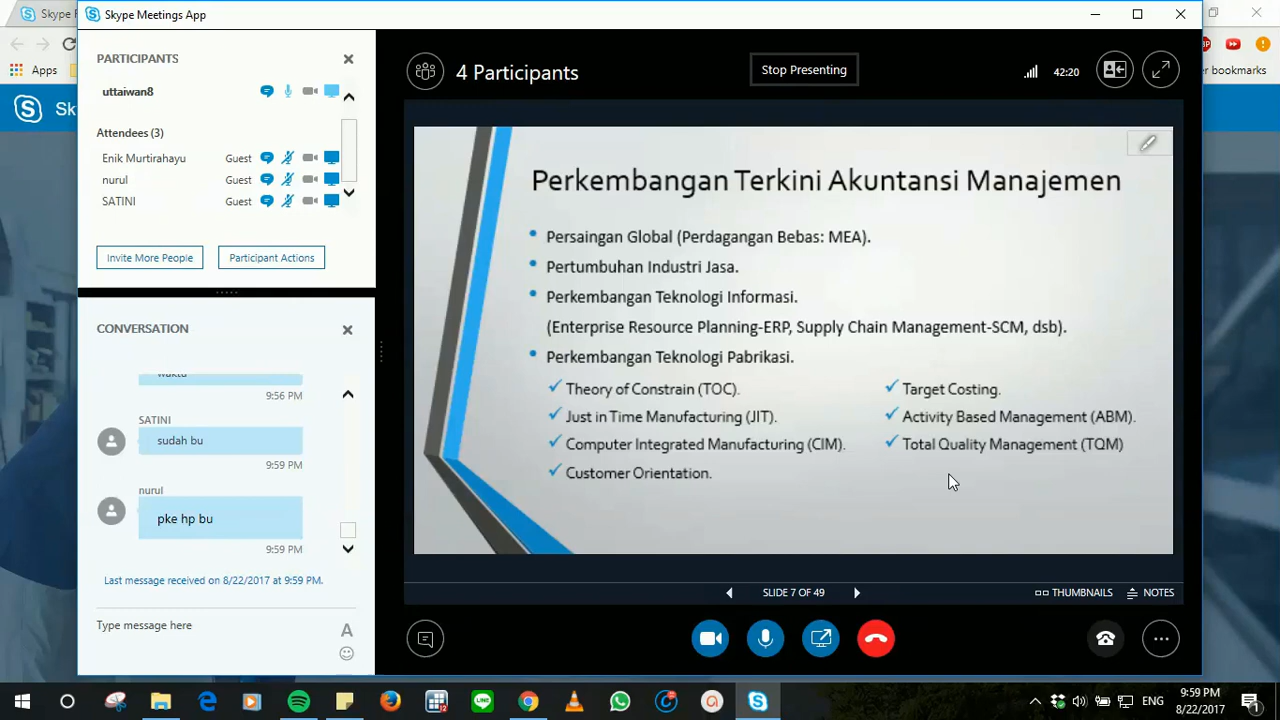 Skype
Skype Meetings App
Apps
er bookmarks
Sk
PARTICIPANTS
uttaiwan8
Attendees (3)
Enik Murtirahayu Guest
nurul Guest
SATINI Guest
Invite More People
Participant Actions
CONVERSATION
waktu
9:56 PM
SATINI
sudah bu
9:59 PM
nurul
pke hp bu
9:59 PM
Last message received on 8/22/2017 at 9:59 PM.
Type message here
A
4 Participants
Stop Presenting
42:20
Perkembangan Terkini Akuntansi Manajemen
Persaingan Global (Perdagangan Bebas: MEA).
Pertumbuhan Industri Jasa.
Perkembangan Teknologi Informasi.
(Enterprise Resource Planning-ERP, Supply Chain Management-SCM, dsb).
Perkembangan Teknologi Pabrikasi.
Theory of Constrain (TOC).
Just in Time Manufacturing (JIT).
Computer Integrated Manufacturing (CIM).
Customer Orientation.
Target Costing.
Activity Based Management (ABM).
Total Quality Management (TQM)
SLIDE 7 OF 49
THUMBNAILS
NOTES
ENG
9:59 PM
8/22/2017